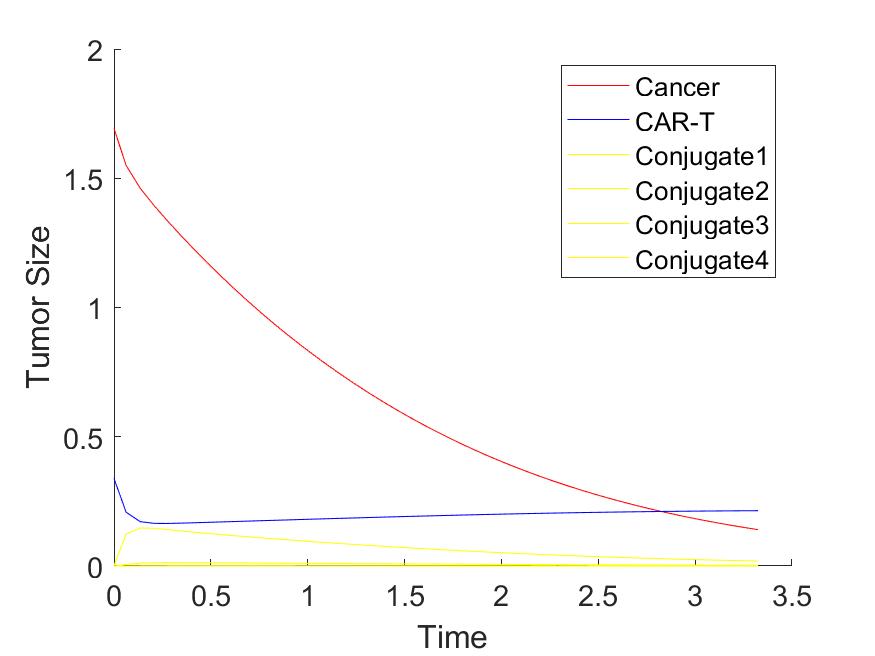 2
1.5
1
0.5
0
Tumor Size
Cancer
CAR-T
Conjugate1
Conjugate2
Conjugate3
Conjugate4
0 0.5 1 1.5 2 2.5 3 3.5
Time